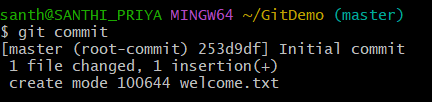 santh@SANTHI_PRIYA MINGW64 ~/GitDemo (master)
$ git commit
[master (root-commit) 253d9df] Initial commit
 1 file changed, 1 insertion(+)
 create mode 100644 welcome.txt